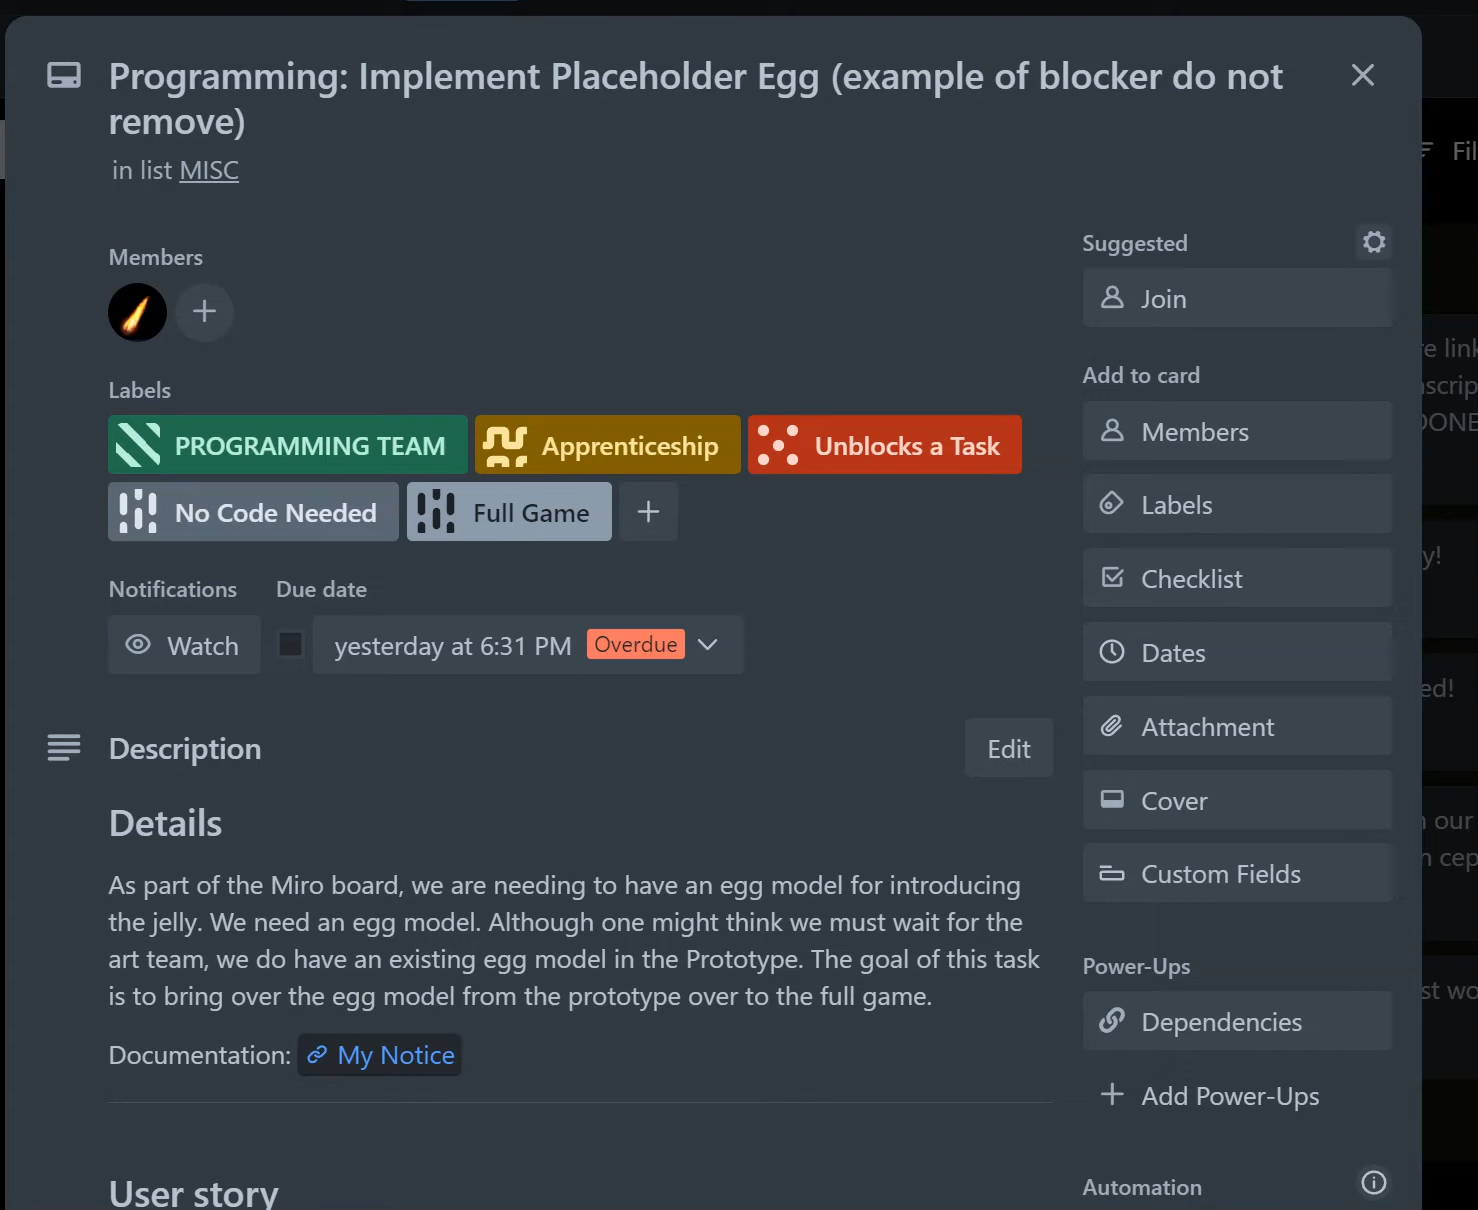 Programming: Implement Placeholder Egg (example of blocker do not
remove)
in list MISC
Members
Labels
PROGRAMMING TEAM
Apprenticeship
Unblocks a Task
No Code Needed
Full Game
Notifications
Due date
Watch
yesterday at 6:31 PM
Overdue
Description
Edit
Details
As part of the Miro board, we are needing to have an egg model for introducing
the jelly. We need an egg model. Although one might think we must wait for the
art team, we do have an existing egg model in the Prototype. The goal of this task
is to bring over the egg model from the prototype over to the full game.
Documentation: My Notice
User story
Suggested
Join
Add to card
Members
Labels
Checklist
Dates
Attachment
Cover
Custom Fields
Power-Ups
Dependencies
Add Power-Ups
Automation